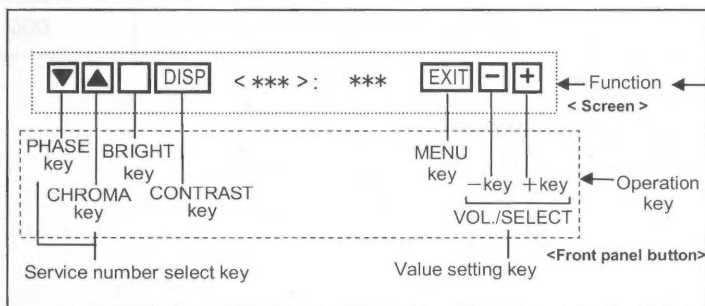 ▼ ▲ DISP < *** > : *** EXIT − +
Function
< Screen >
PHASE key
BRIGHT key
MENU key
CHROMA key
CONTRAST key
−key +key
Operation key
VOL./SELECT
<Front panel button>
Service number select key
Value setting key